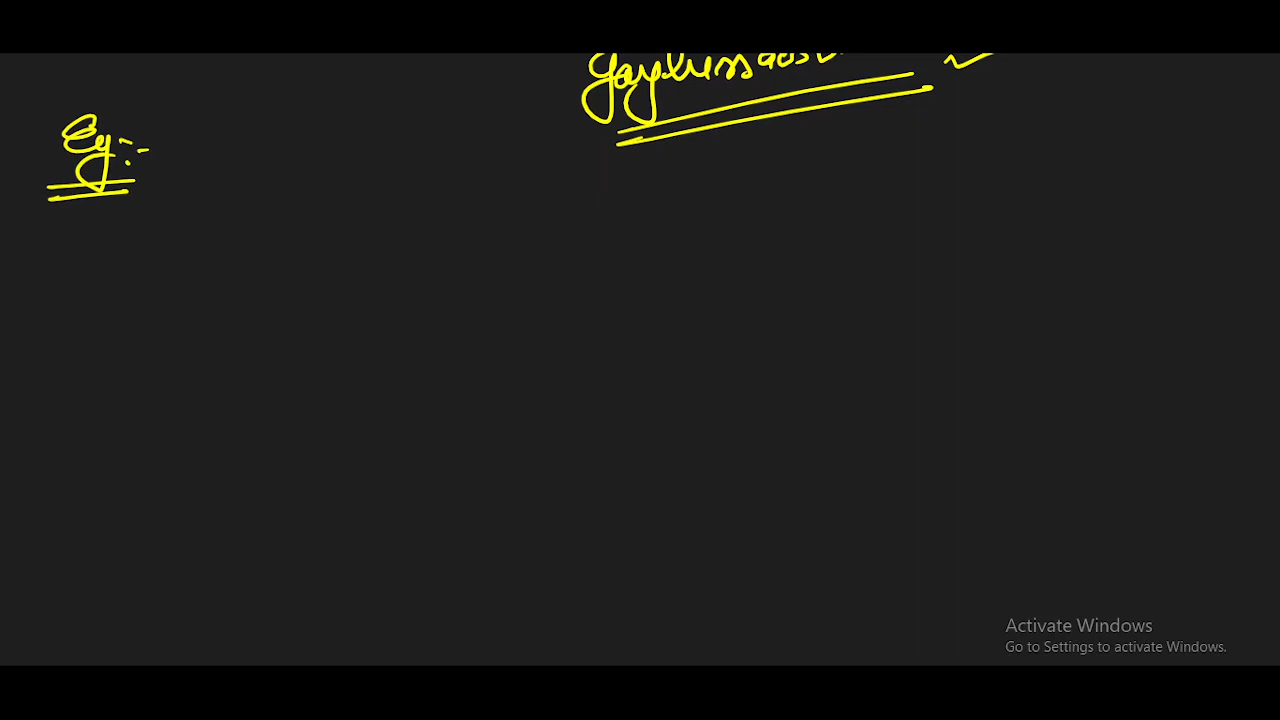 Gaylussac's
Eg:-
Activate Windows
Go to Settings to activate Windows.